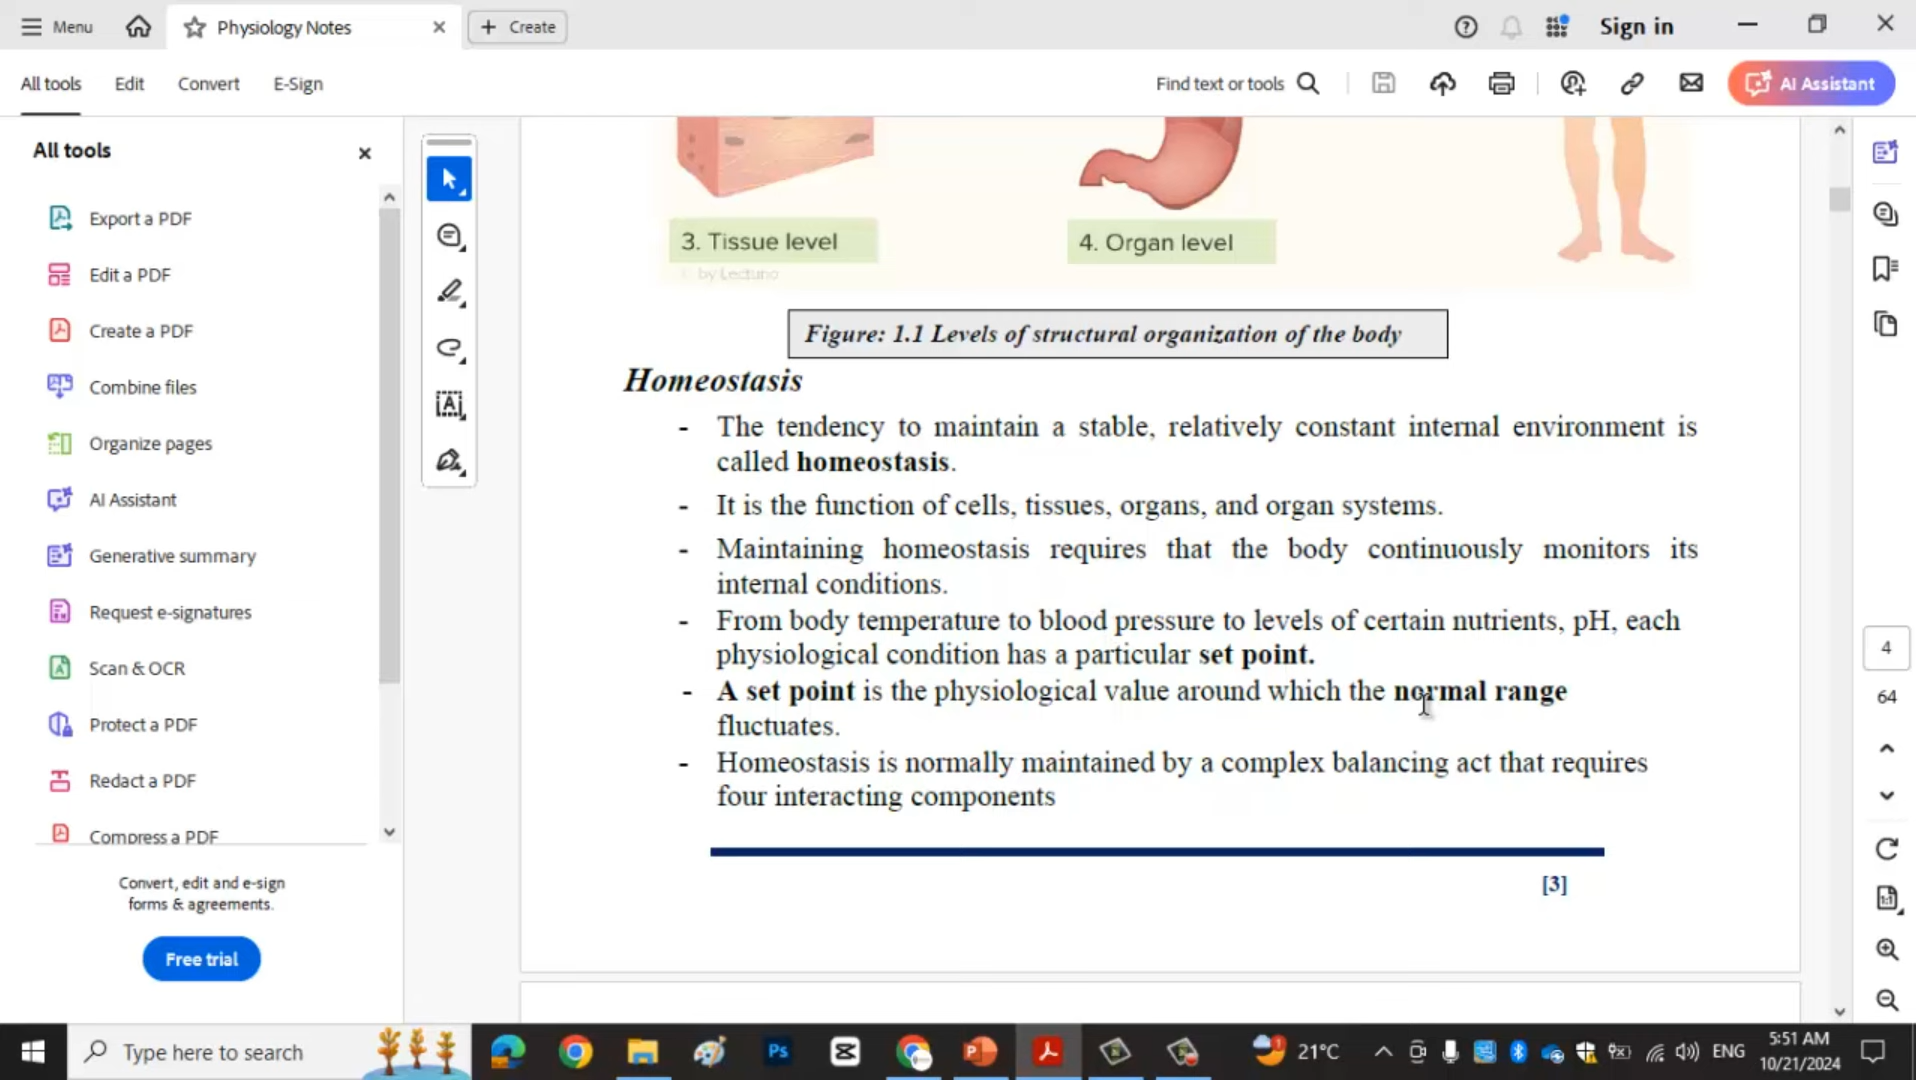 Menu
Physiology Notes
Create
Sign in
All tools
Edit
Convert
E-Sign
Find text or tools
AI Assistant
All tools
Export a PDF
Edit a PDF
Create a PDF
Combine files
Organize pages
AI Assistant
Generative summary
Request e-signatures
Scan & OCR
Protect a PDF
Redact a PDF
Compress a PDF
Convert, edit and e-sign
forms & agreements.
Free trial
3. Tissue level
4. Organ level
© by Lecturio
Figure: 1.1 Levels of structural organization of the body
Homeostasis
- The tendency to maintain a stable, relatively constant internal environment is
called homeostasis.
- It is the function of cells, tissues, organs, and organ systems.
- Maintaining homeostasis requires that the body continuously monitors its
internal conditions.
- From body temperature to blood pressure to levels of certain nutrients, pH, each
physiological condition has a particular set point.
- A set point is the physiological value around which the normal range
fluctuates.
- Homeostasis is normally maintained by a complex balancing act that requires
four interacting components
[3]
4
64
Type here to search
Ps
21°C
ENG
5:51 AM
10/21/2024